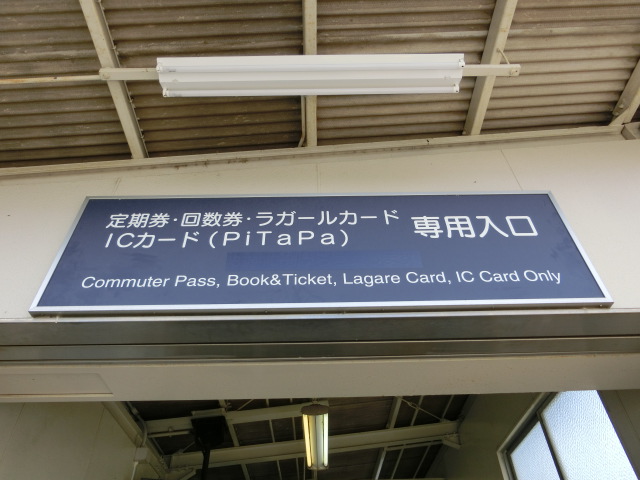 定期券・回数券・ラガールカード
ICカード（PiTaPa） 専用入口
Commuter Pass, Book&Ticket, Lagare Card, IC Card Only